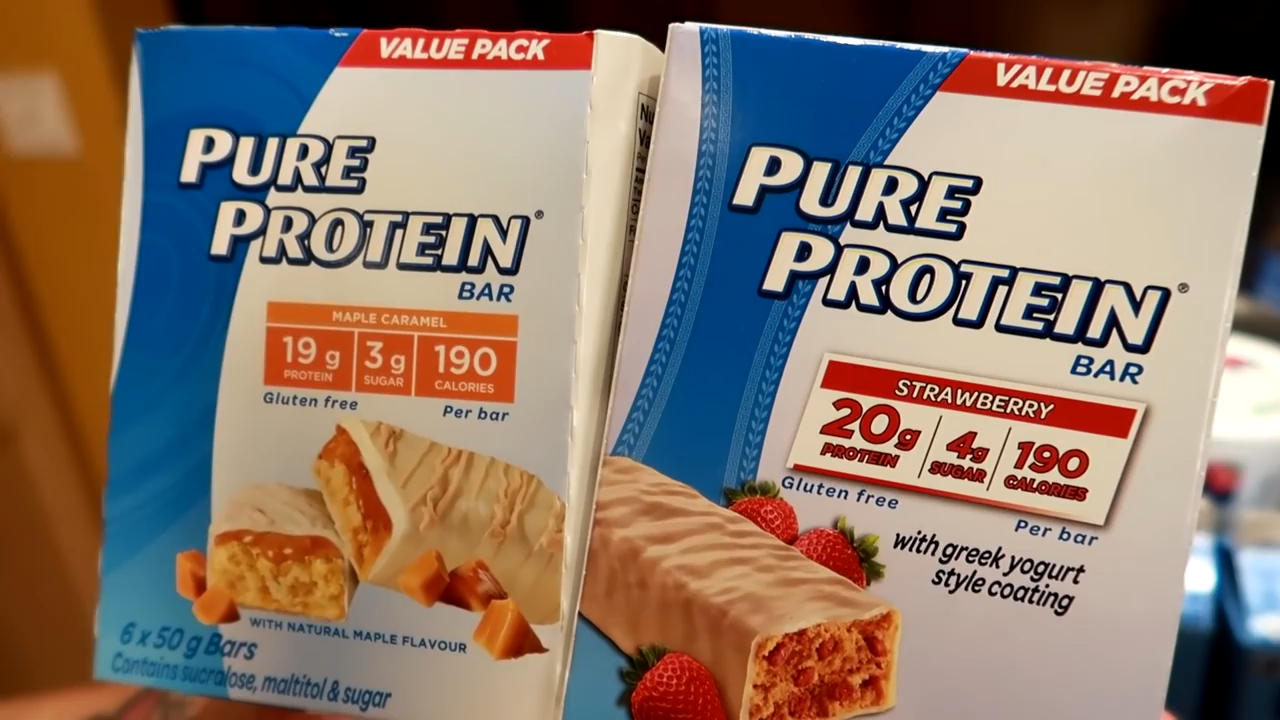 VALUE PACK
PURE
PROTEIN®
BAR
MAPLE CARAMEL
19 g 3 g 190
PROTEIN SUGAR CALORIES
Gluten free
Per bar
WITH NATURAL MAPLE FLAVOUR
6 x 50 g Bars
Contains sucralose, maltitol & sugar
VALUE PACK
PURE
PROTEIN®
BAR
STRAWBERRY
20g 4g 190
PROTEIN SUGAR CALORIES
Gluten free
Per bar
with greek yogurt
style coating